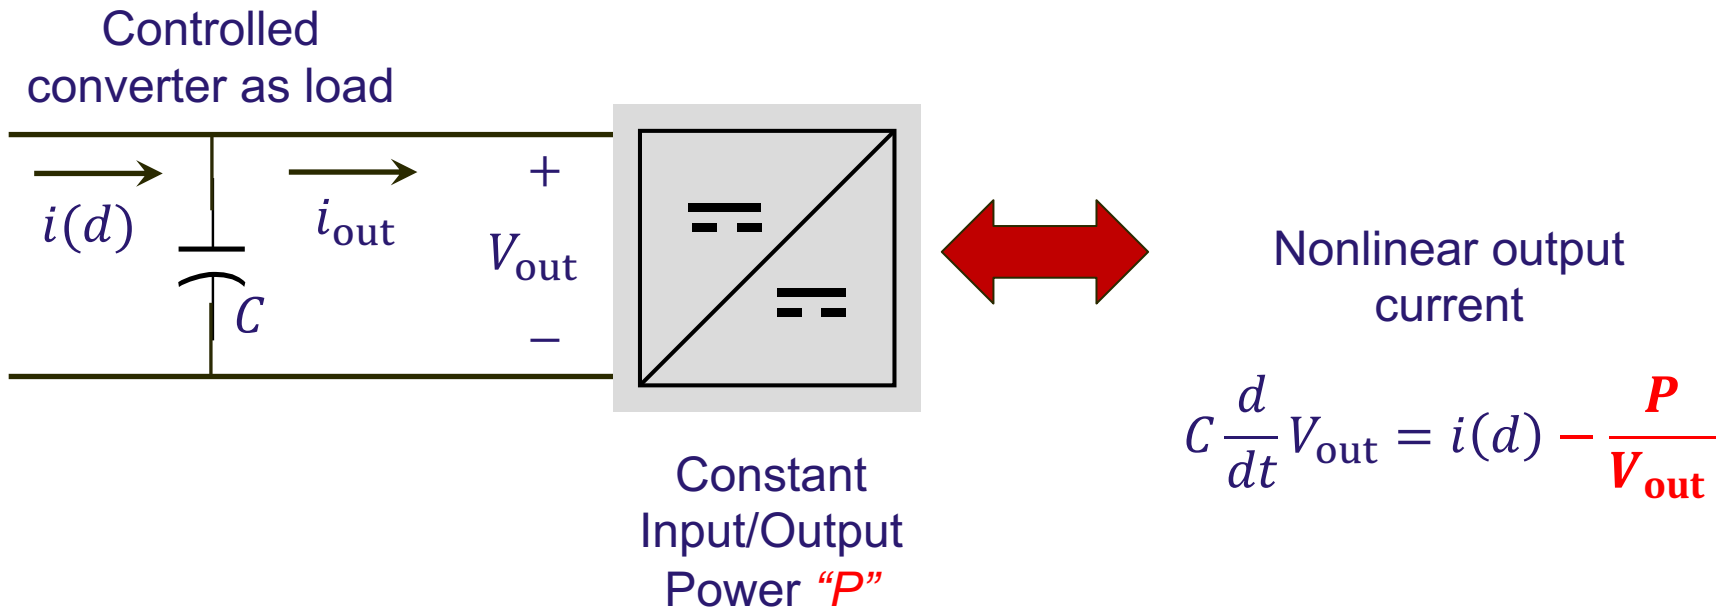 Controlled
converter as load
i(d)
i_out
+
V_out
−
C
Constant
Input/Output
Power “P”
Nonlinear output
current
C d/dt V_out = i(d) − P/V_out